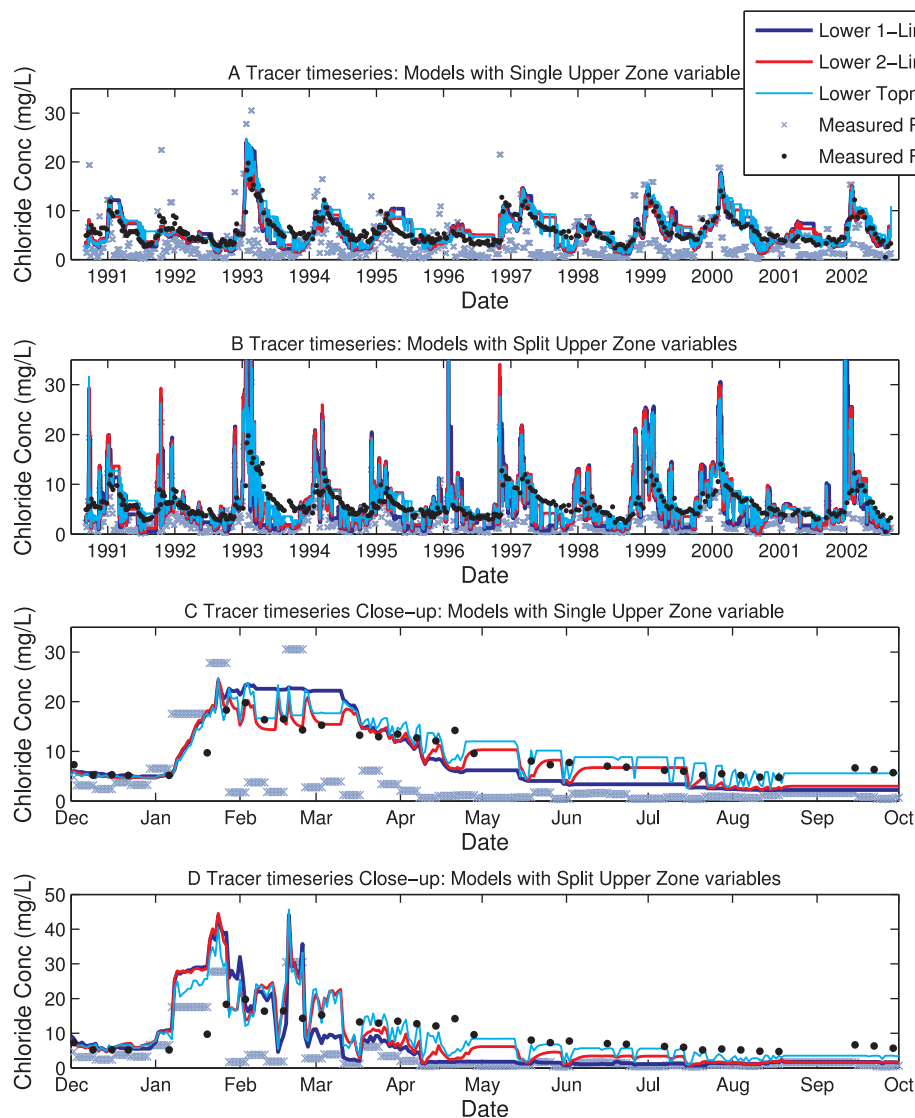 Lower 1−Lin
Lower 2−Lin
Lower Topm
Measured R
Measured R
A Tracer timeseries: Models with Single Upper Zone variable
Chloride Conc (mg/L)
30
20
10
0
1991 1992 1993 1994 1995 1996 1997 1998 1999 2000 2001 2002
Date
B Tracer timeseries: Models with Split Upper Zone variables
Chloride Conc (mg/L)
30
20
10
0
1991 1992 1993 1994 1995 1996 1997 1998 1999 2000 2001 2002
Date
C Tracer timeseries Close−up: Models with Single Upper Zone variable
Chloride Conc (mg/L)
30
20
10
0
Dec Jan Feb Mar Apr May Jun Jul Aug Sep Oct
Date
D Tracer timeseries Close−up: Models with Split Upper Zone variables
Chloride Conc (mg/L)
50
40
30
20
10
0
Dec Jan Feb Mar Apr May Jun Jul Aug Sep Oct
Date